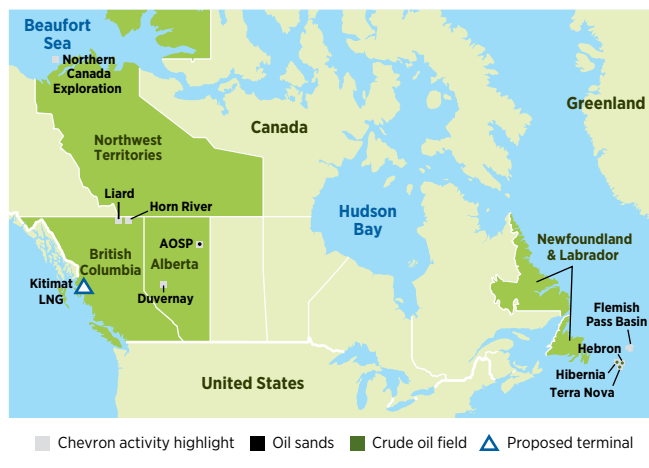 Beaufort
Sea
Northern
Canada
Exploration
Greenland
Canada
Northwest
Territories
Liard
Horn River
Hudson
Bay
AOSP
British
Columbia
Alberta
Newfoundland
& Labrador
Kitimat
LNG
Duvernay
Flemish
Pass Basin
Hebron
Hibernia
Terra Nova
United States
Chevron activity highlight
Oil sands
Crude oil field
Proposed terminal